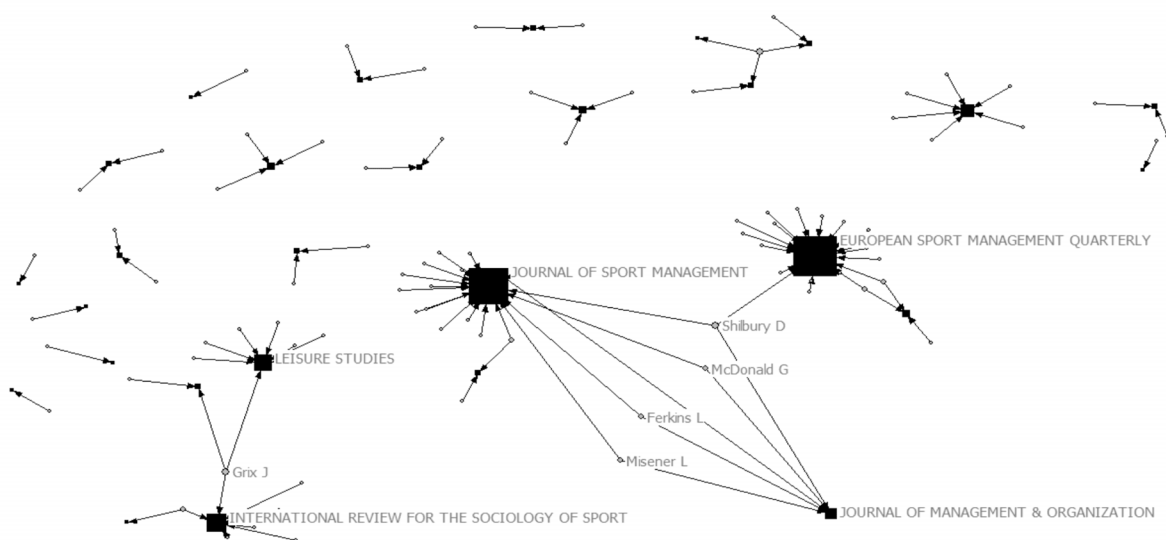 EUROPEAN SPORT MANAGEMENT QUARTERLY
JOURNAL OF SPORT MANAGEMENT
Shilbury D
LEISURE STUDIES
McDonald G
Ferkins L
Misener L
Grix J
JOURNAL OF MANAGEMENT & ORGANIZATION
INTERNATIONAL REVIEW FOR THE SOCIOLOGY OF SPORT